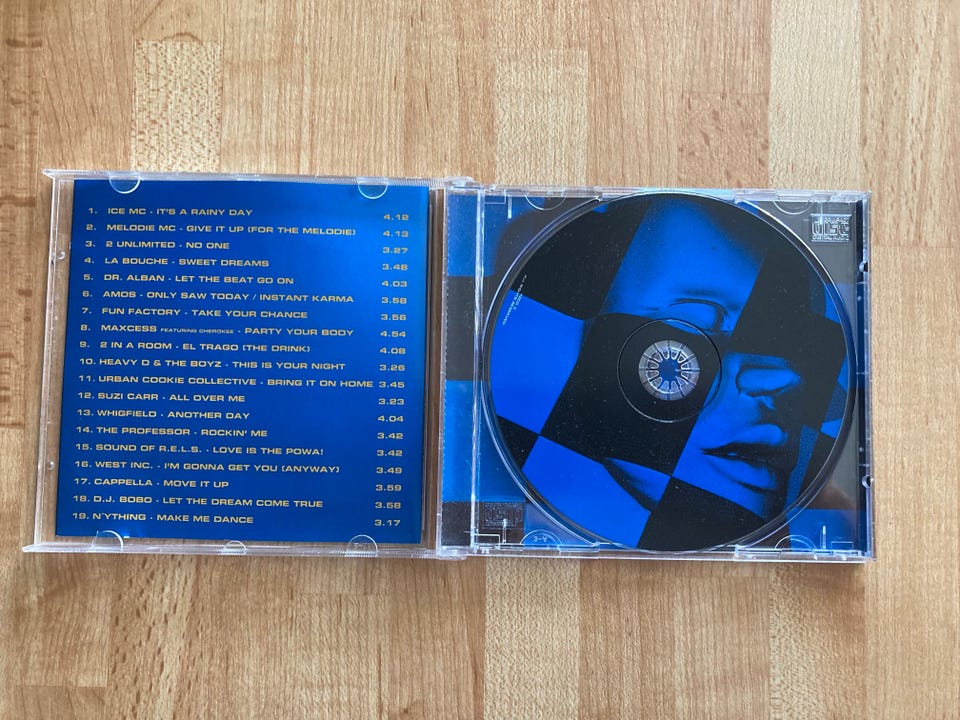 1. ICE MC · IT'S A RAINY DAY 4.12
2. MELODIE MC · GIVE IT UP (FOR THE MELODIE) 4.13
3. 2 UNLIMITED · NO ONE 3.27
4. LA BOUCHE · SWEET DREAMS 3.48
5. DR. ALBAN · LET THE BEAT GO ON 4.03
6. AMOS · ONLY SAW TODAY / INSTANT KARMA 3.58
7. FUN FACTORY · TAKE YOUR CHANCE 3.56
8. MAXCESS FEATURING CHEROKEE · PARTY YOUR BODY 4.54
9. 2 IN A ROOM · EL TRAGO (THE DRINK) 4.08
10. HEAVY D & THE BOYZ · THIS IS YOUR NIGHT 3.26
11. URBAN COOKIE COLLECTIVE · BRING IT ON HOME 3.45
12. SUZI CARR · ALL OVER ME 3.23
13. WHIGFIELD · ANOTHER DAY 4.04
14. THE PROFESSOR · ROCKIN' ME 3.42
15. SOUND OF R.E.L.S. · LOVE IS THE POWA! 3.42
16. WEST INC. · I'M GONNA GET YOU (ANYWAY) 3.49
17. CAPPELLA · MOVE IT UP 3.59
18. D.J. BOBO · LET THE DREAM COME TRUE 3.58
19. N'YTHING · MAKE ME DANCE 3.17